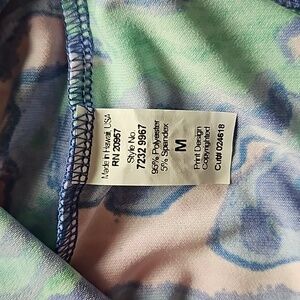 Made in Hawaii, USA
RN 20957
Style No.
7232 9967
95% Polyester
5% Spandex
M
Print Design
Copyrighted
Cut# 024618